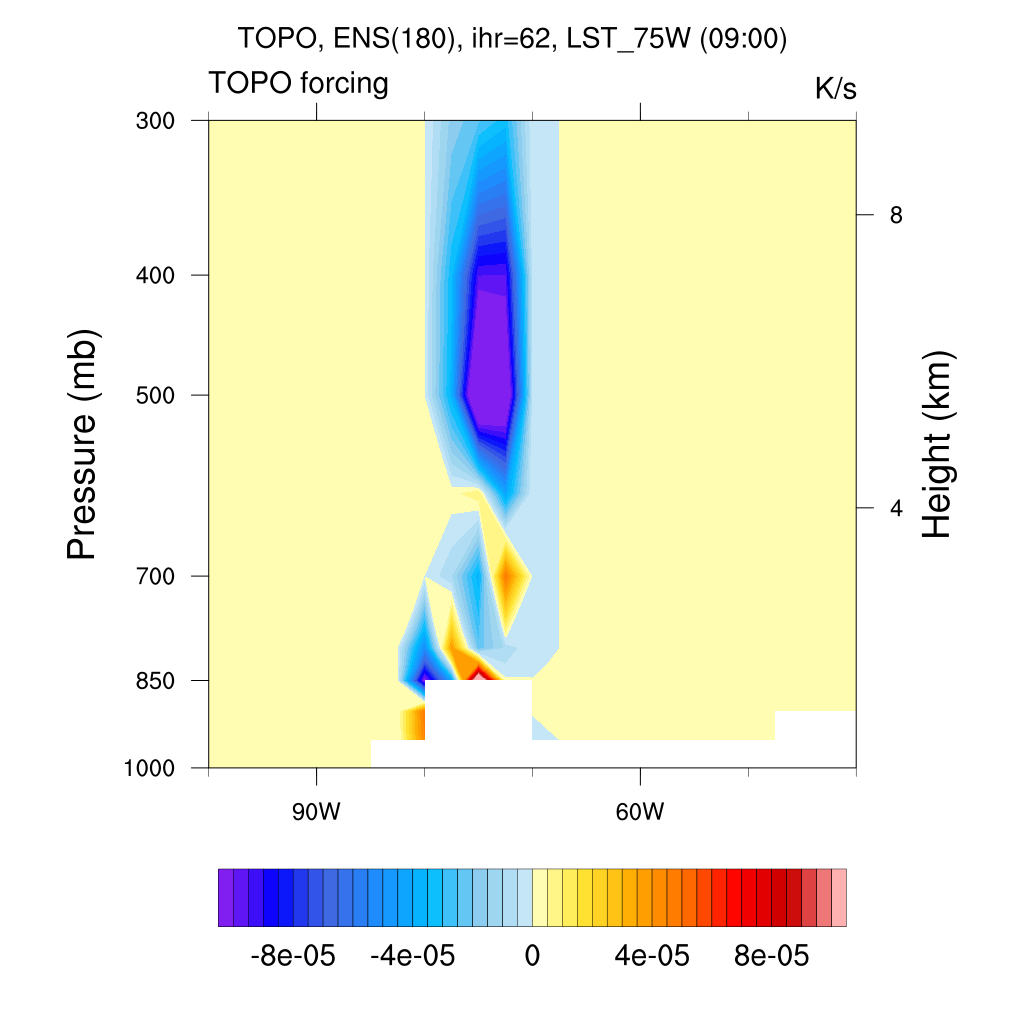 TOPO, ENS(180), ihr=62, LST_75W (09:00)
TOPO forcing
K/s
300
400
500
700
850
1000
Pressure (mb)
8
4
Height (km)
90W
60W
-8e-05
-4e-05
0
4e-05
8e-05